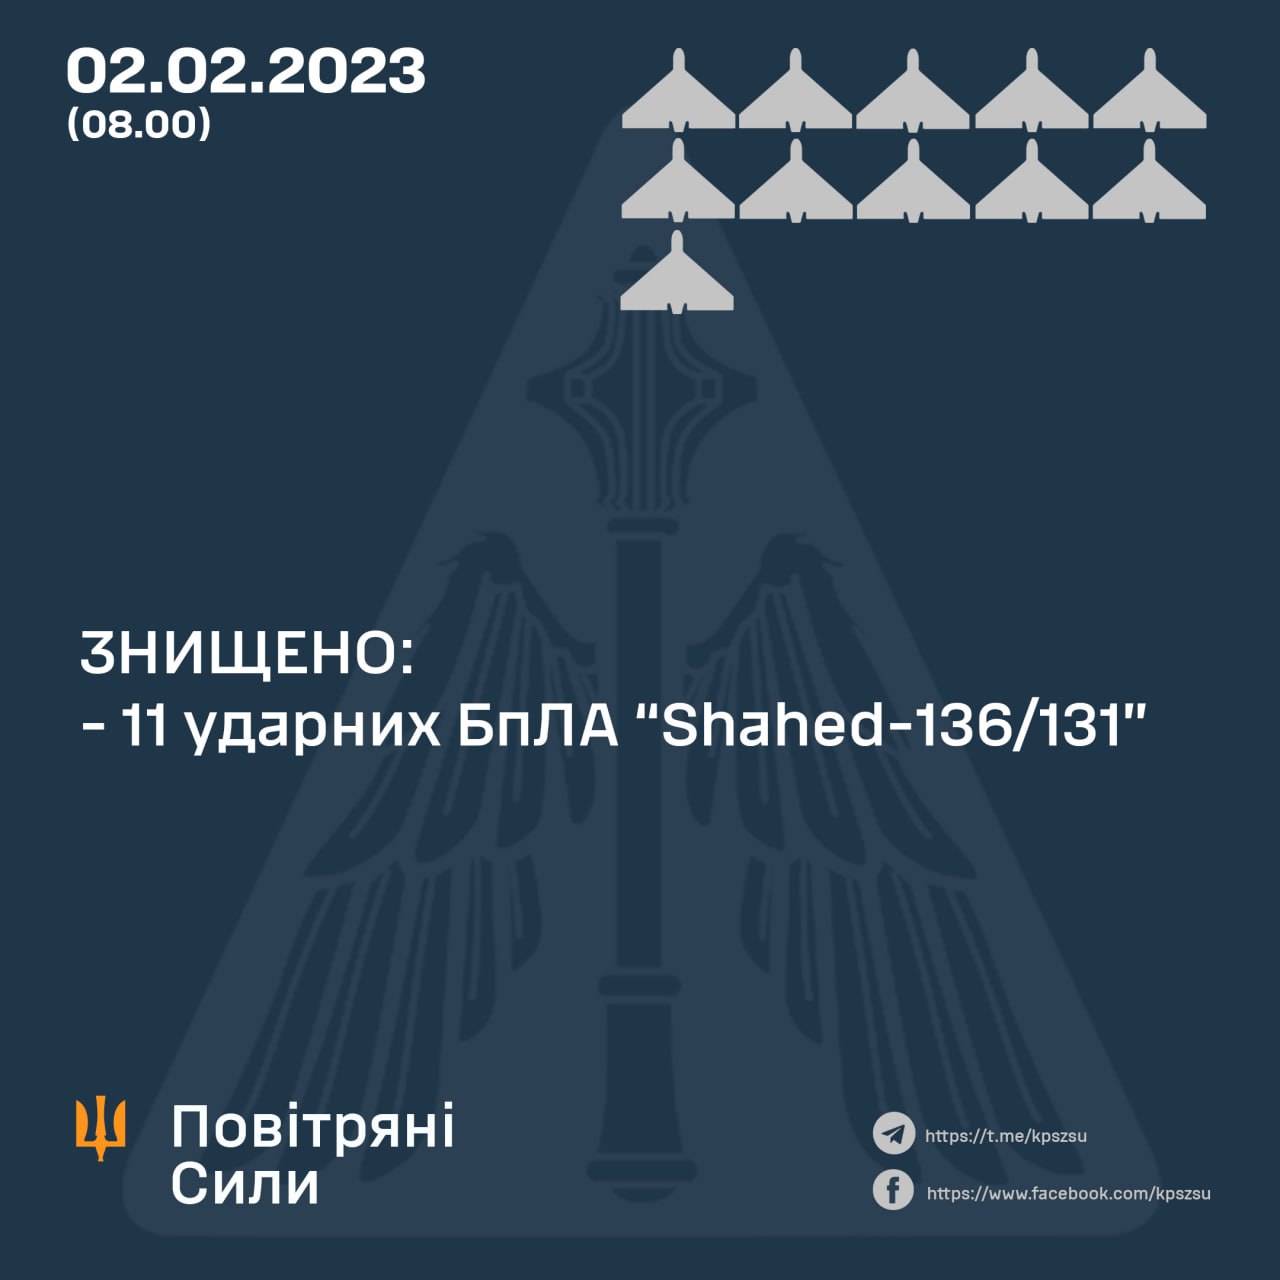 02.02.2023
(08.00)
ЗНИЩЕНО:
- 11 ударних БпЛА “Shahed-136/131”
Повітряні
Сили
https://t.me/kpszsu
https://www.facebook.com/kpszsu